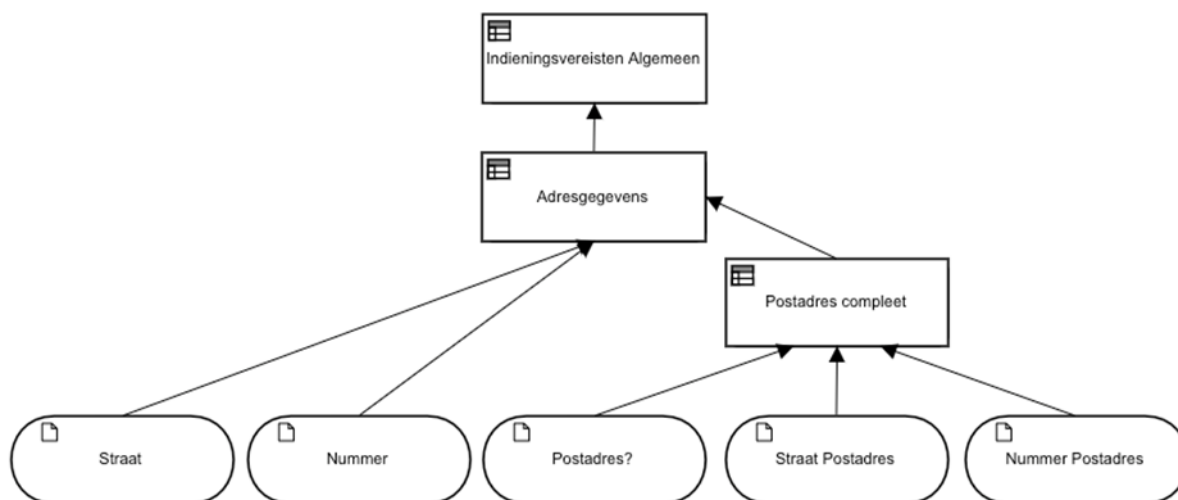 Indieningsvereisten Algemeen
Adresgegevens
Postadres compleet
Straat
Nummer
Postadres?
Straat Postadres
Nummer Postadres